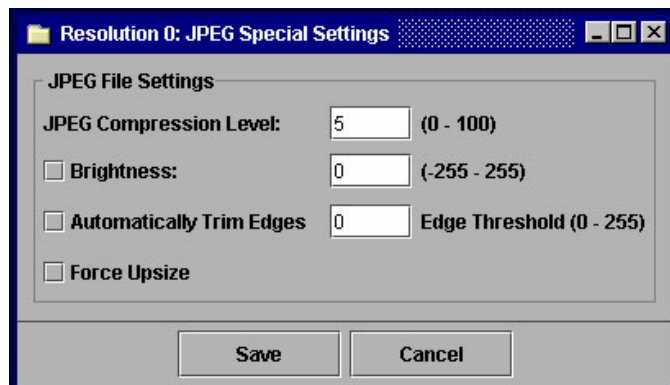 Resolution 0: JPEG Special Settings
JPEG File Settings
JPEG Compression Level: 5 (0 - 100)
Brightness: 0 (-255 - 255)
Automatically Trim Edges 0 Edge Threshold (0 - 255)
Force Upsize
Save Cancel